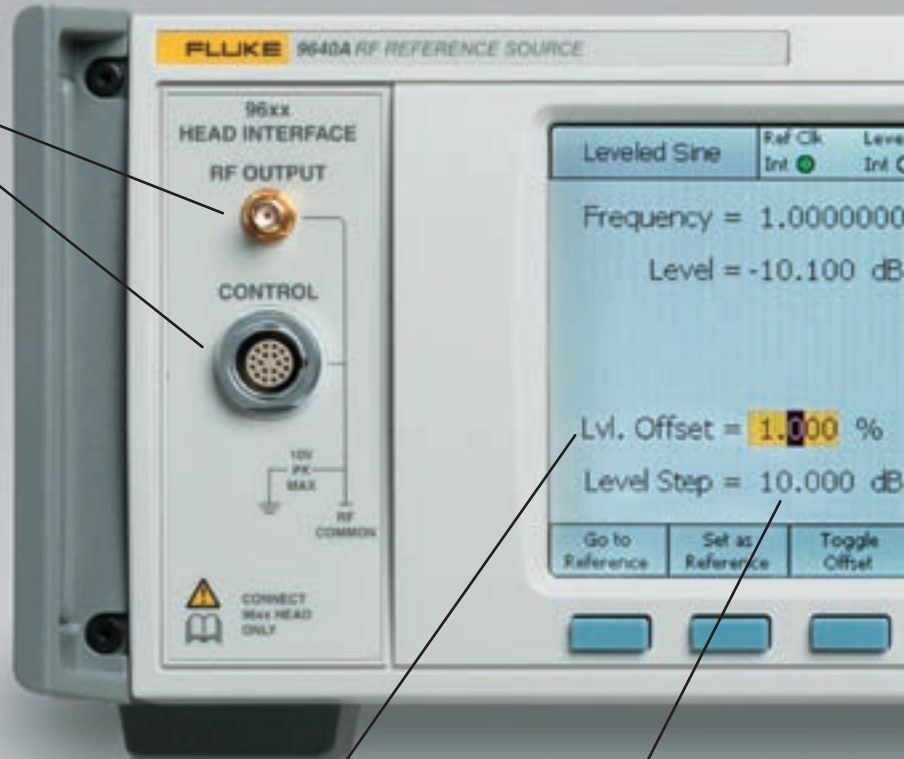 FLUKE 9640A RF REFERENCE SOURCE
96xx
HEAD INTERFACE
RF OUTPUT
CONTROL
10V
PK
MAX
RF
COMMON
CONNECT
96xx HEAD
ONLY
Leveled Sine
Ref Clk
Int
Leve
Int
Frequency = 1.0000000
Level = -10.100 dB
Lvl. Offset = 1.000 %
Level Step = 10.000 dB
Go to
Reference
Set as
Reference
Toggle
Offset